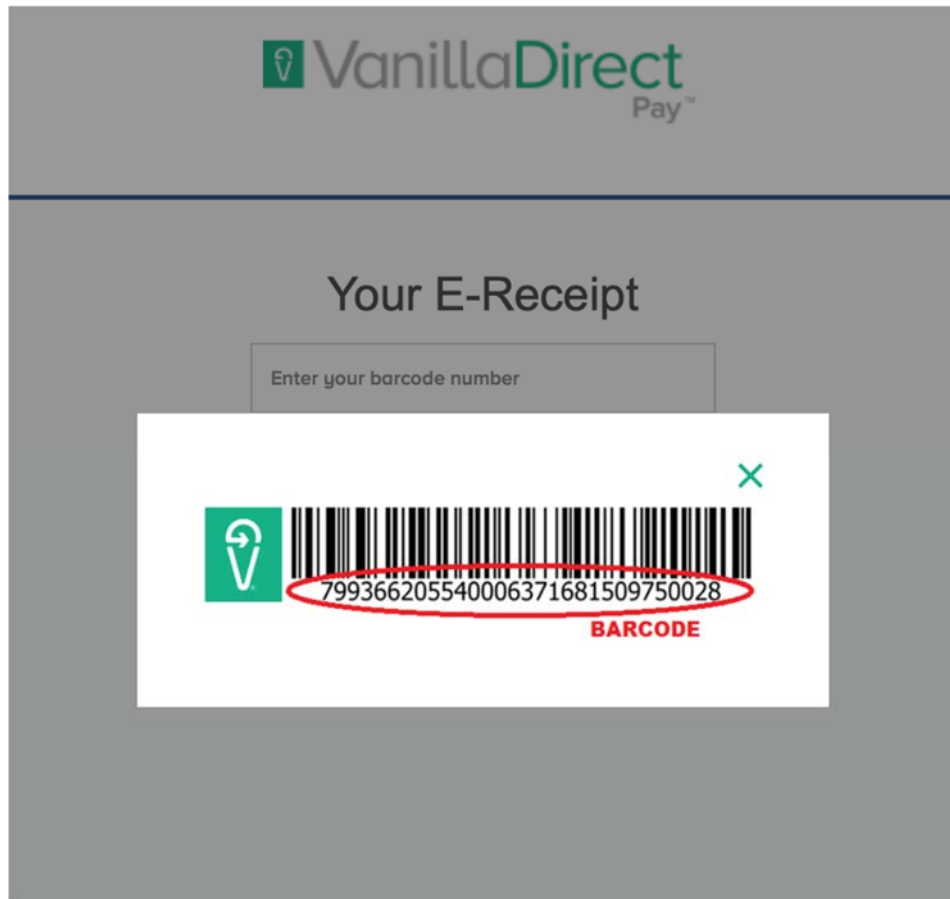 VanillaDirect
Pay™
Your E-Receipt
Enter your barcode number
799366205540006371681509750028
BARCODE